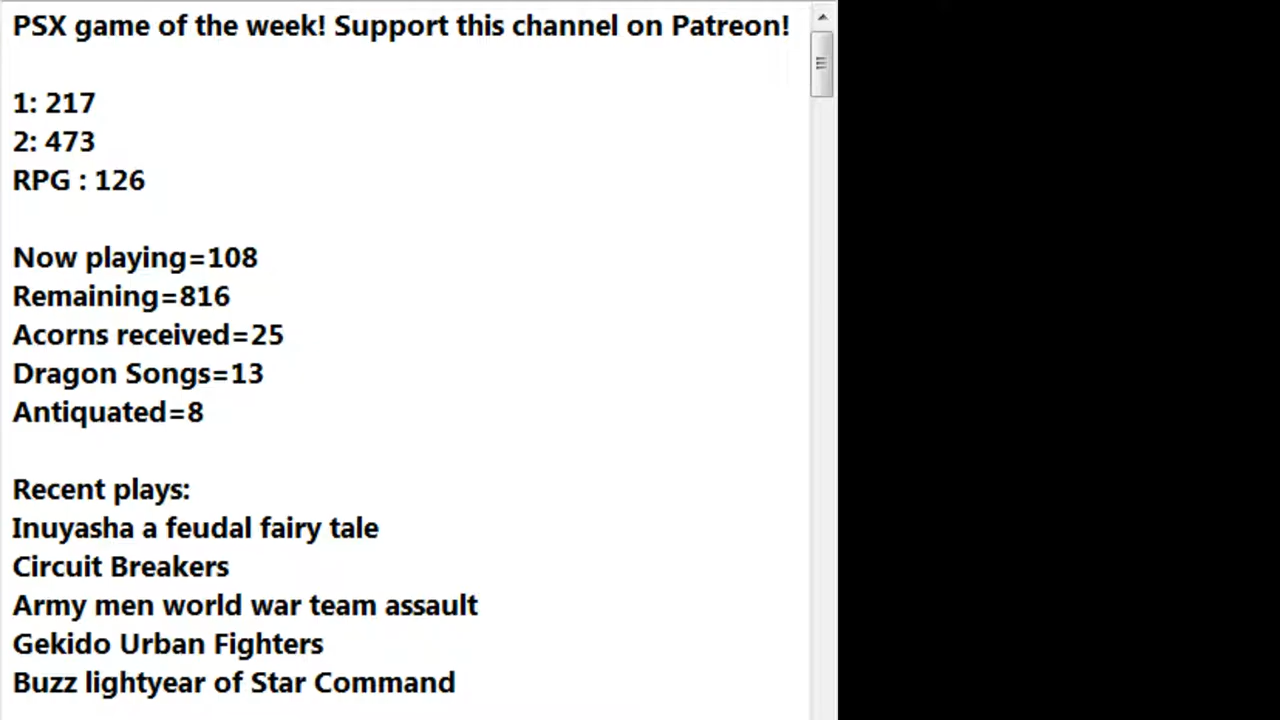 PSX game of the week! Support this channel on Patreon!
1: 217
2: 473
RPG : 126
Now playing=108
Remaining=816
Acorns received=25
Dragon Songs=13
Antiquated=8
Recent plays:
Inuyasha a feudal fairy tale
Circuit Breakers
Army men world war team assault
Gekido Urban Fighters
Buzz lightyear of Star Command